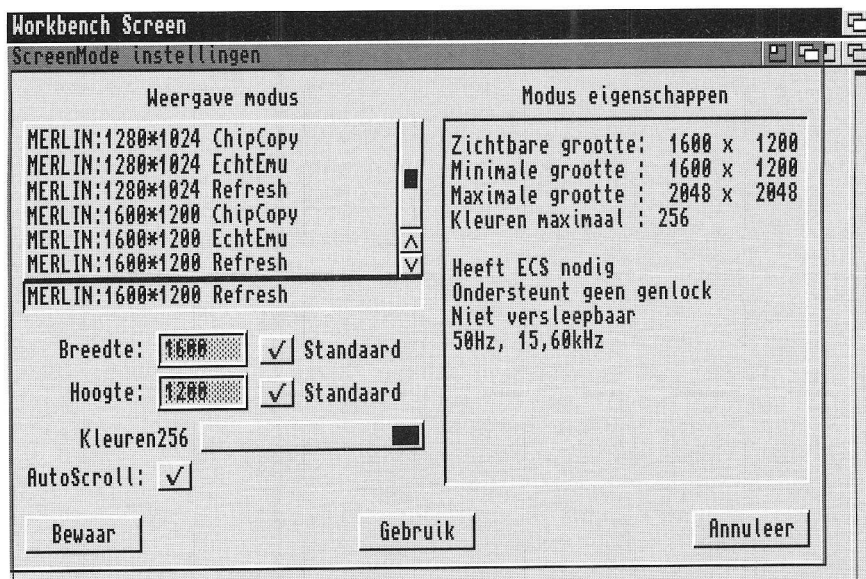 Workbench Screen
ScreenMode instellingen
Weergave modus
MERLIN:1280*1024 ChipCopy
MERLIN:1280*1024 EchtEmu
MERLIN:1280*1024 Refresh
MERLIN:1600*1200 ChipCopy
MERLIN:1600*1200 EchtEmu
MERLIN:1600*1200 Refresh
MERLIN:1600*1200 Refresh
Breedte: 1600 √ Standaard
Hoogte: 1200 √ Standaard
Kleuren256
AutoScroll: √
Modus eigenschappen
Zichtbare grootte: 1600 x 1200
Minimale grootte : 1600 x 1200
Maximale grootte : 2048 x 2048
Kleuren maximaal : 256
Heeft ECS nodig
Ondersteunt geen genlock
Niet versleepbaar
50Hz, 15,60kHz
Bewaar
Gebruik
Annuleer